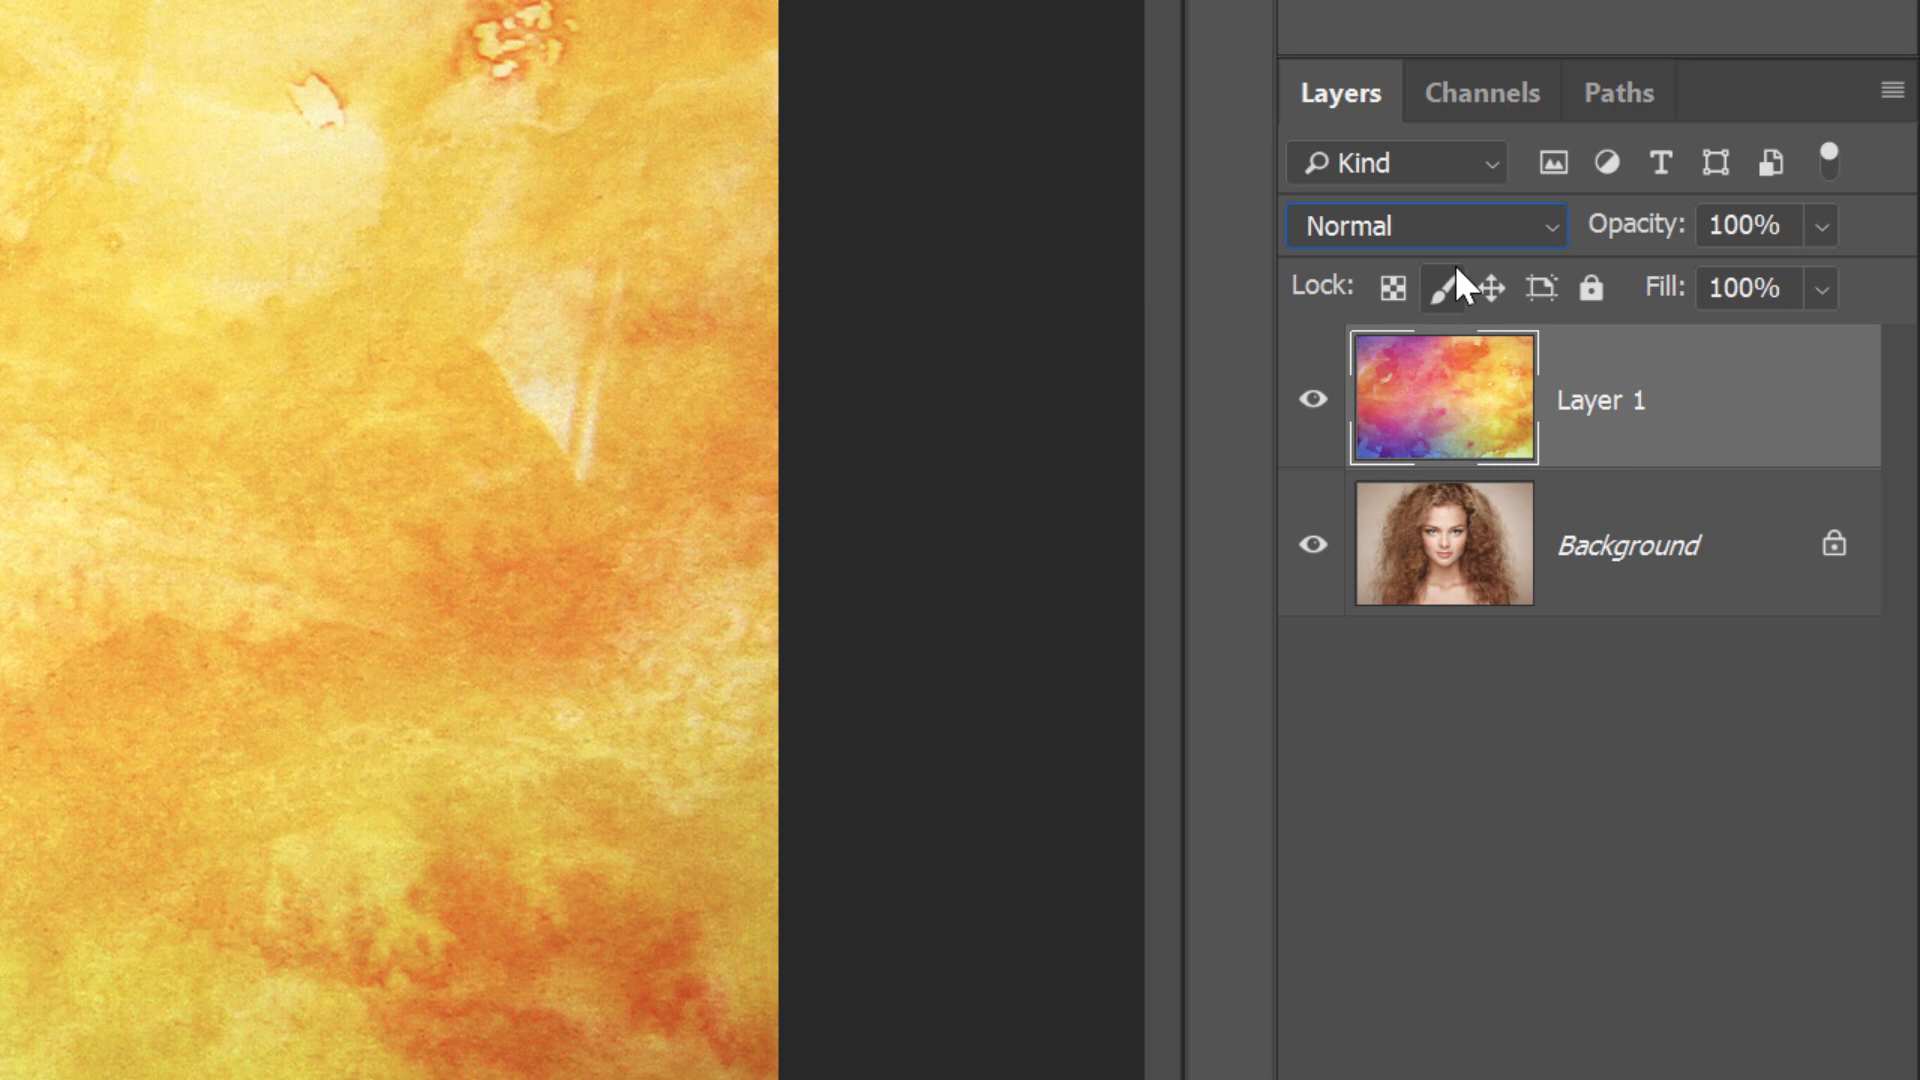 Layers Channels Paths
Kind
Normal Opacity: 100%
Lock: Fill: 100%
Layer 1
Background